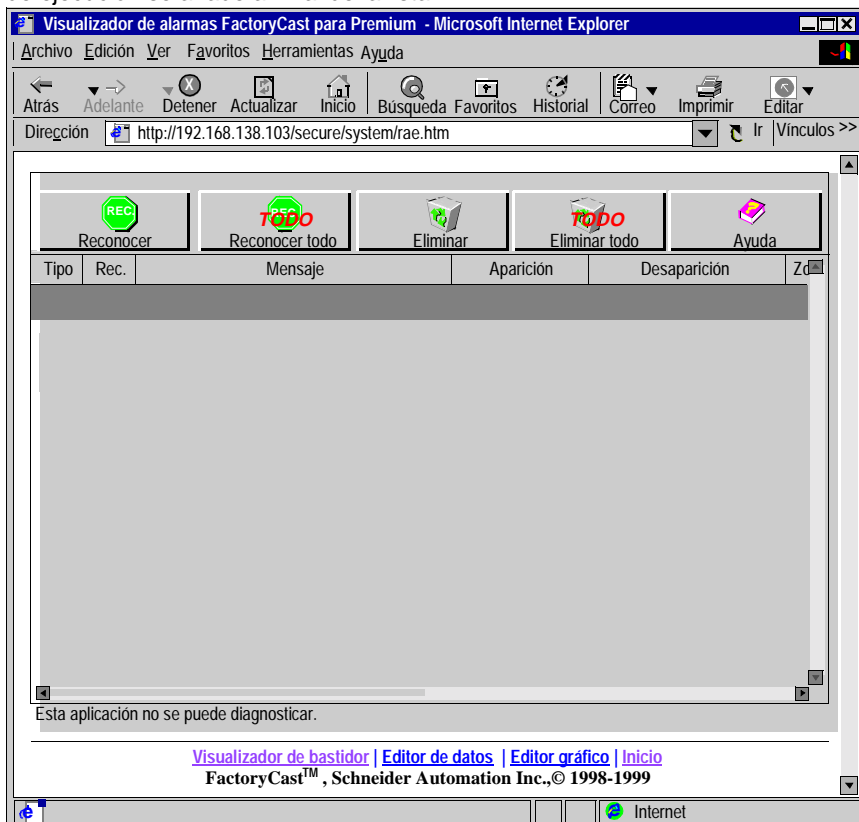 Visualizador de alarmas FactoryCast para Premium - Microsoft Internet Explorer
Archivo Edición Ver Favoritos Herramientas Ayuda
Atrás Adelante Detener Actualizar Inicio Búsqueda Favoritos Historial Correo Imprimir Editar
Dirección http://192.168.138.103/secure/system/rae.htm Ir Vínculos >>
REC REC TODO TODO
Reconocer Reconocer todo Eliminar Eliminar todo Ayuda
Tipo Rec. Mensaje Aparición Desaparición
Esta aplicación no se puede diagnosticar.
Visualizador de bastidor | Editor de datos | Editor gráfico | Inicio
FactoryCast™ , Schneider Automation Inc.,© 1998-1999
Internet